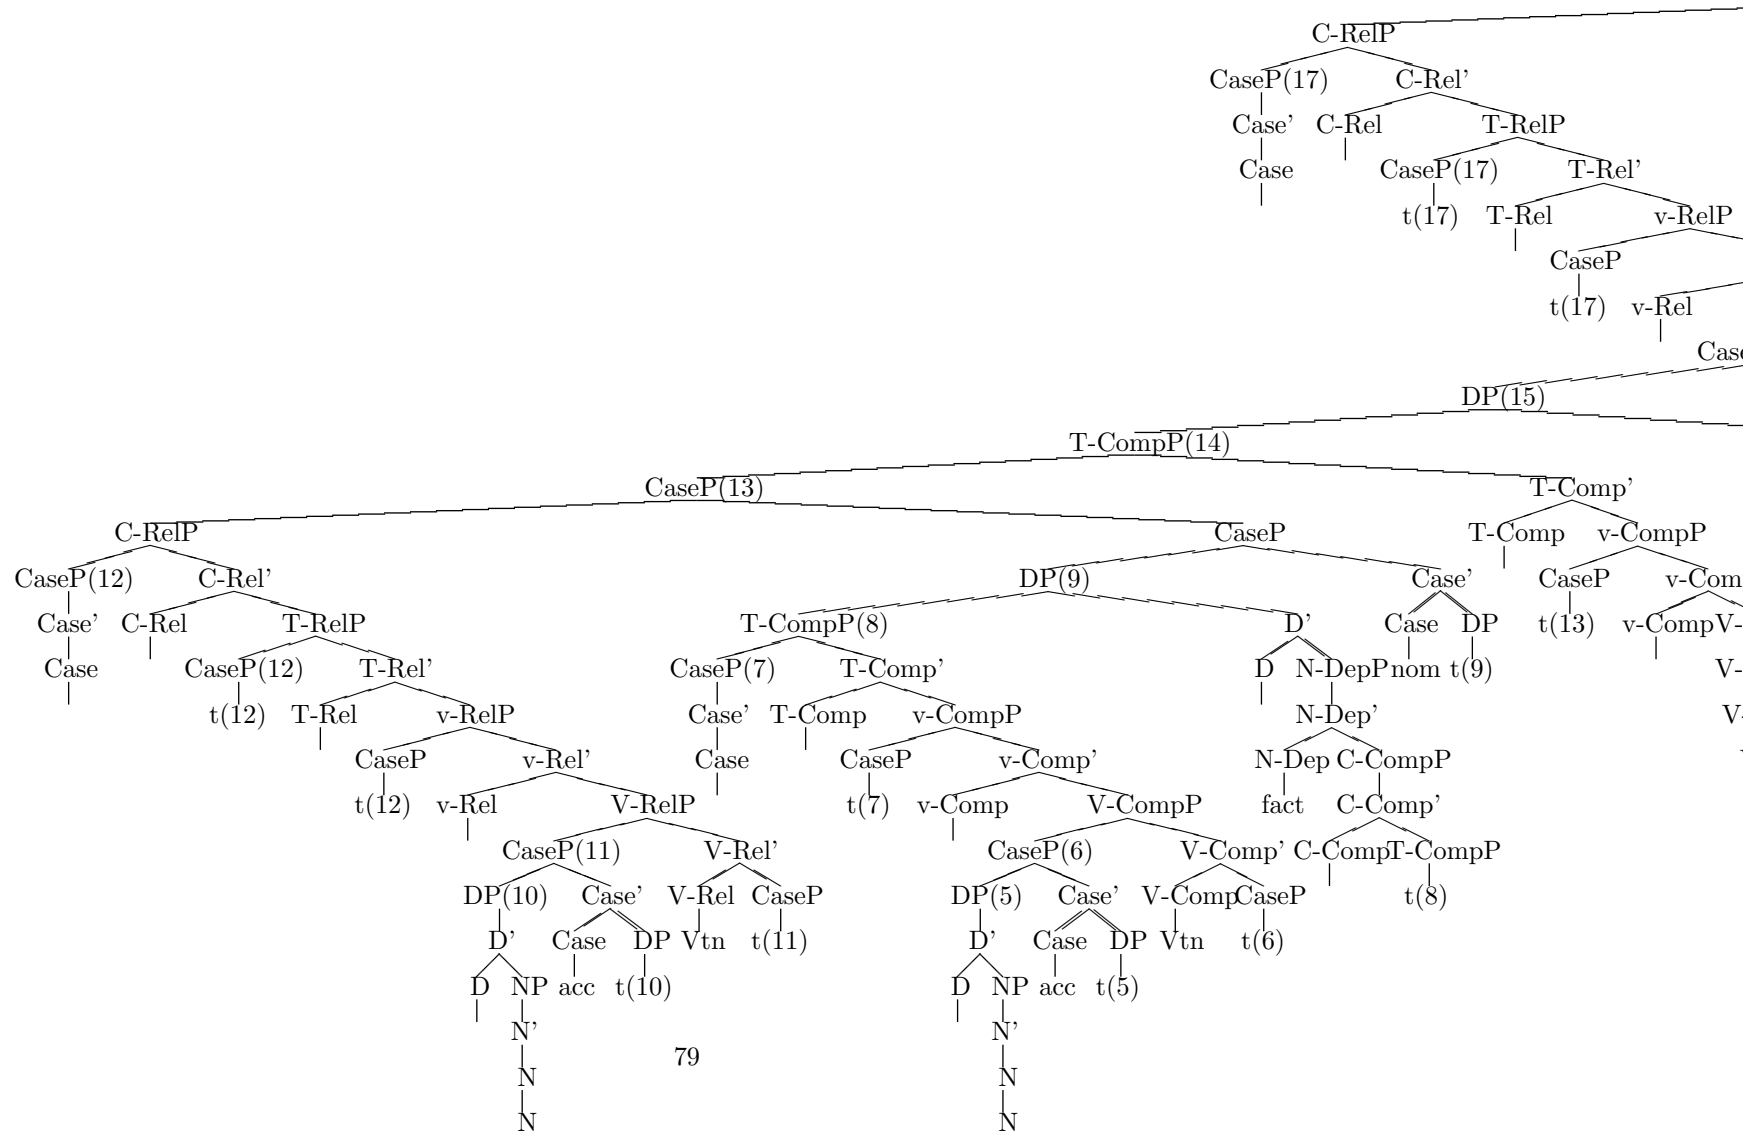 C-RelP
CaseP(17) C-Rel'
Case' C-Rel T-RelP
Case CaseP(17) T-Rel'
t(17) T-Rel v-RelP
CaseP
t(17) v-Rel
Case
DP(15)
T-CompP(14)
CaseP(13) T-Comp'
C-RelP CaseP T-Comp v-CompP
CaseP(12) C-Rel' DP(9) Case' CaseP v-Com
Case' C-Rel T-RelP T-CompP(8) D' Case DP t(13) v-Comp V-
Case CaseP(12) T-Rel' CaseP(7) T-Comp' D N-DepP nom t(9) V-
t(12) T-Rel v-RelP Case' T-Comp v-CompP N-Dep' V-
CaseP v-Rel' Case CaseP v-Comp' N-Dep C-CompP
t(12) v-Rel V-RelP t(7) v-Comp V-CompP fact C-Comp'
CaseP(11) V-Rel' CaseP(6) V-Comp' C-Comp T-CompP
DP(10) Case' V-Rel CaseP DP(5) Case' V-Comp CaseP t(8)
D' Case DP Vtn t(11) D' Case DP Vtn t(6)
D NP acc t(10) D NP acc t(5)
N' N'
79
N N
N N